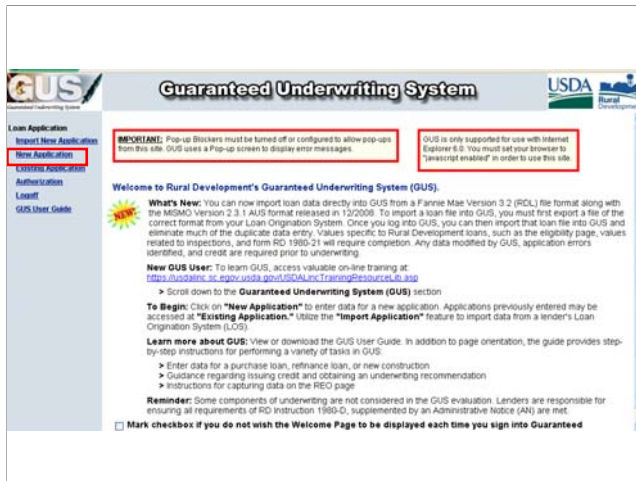 GUS
Guaranteed Underwriting System
Guaranteed Underwriting System
USDA
Rural
Development
Loan Application
Import New Application
New Application
Existing Application
Authorization
Logoff
GUS User Guide
IMPORTANT: Pop-up Blockers must be turned off or configured to allow pop-ups
from this site. GUS uses a Pop-up screen to display error messages.
GUS is only supported for use with Internet
Explorer 6.0. You must set your browser to
"javascript enabled" in order to use this site.
Welcome to Rural Development's Guaranteed Underwriting System (GUS).
NEW!
What's New: You can now import loan data directly into GUS from a Fannie Mae Version 3.2 (RDL) file format along with
the MISMO Version 2.3.1 AUS format released in 12/2008. To import a loan file into GUS, you must first export a file of the
correct format from your Loan Origination System. Once you log into GUS, you can then import that loan file into GUS and
eliminate much of the duplicate data entry. Values specific to Rural Development loans, such as the eligibility page, values
related to inspections, and form RD 1980-21 will require completion. Any data modified by GUS, application errors
identified, and credit are required prior to underwriting.
New GUS User: To learn GUS, access valuable on-line training at:
https://usdalinc.sc.egov.usda.gov/USDALincTrainingResourceLib.asp
> Scroll down to the Guaranteed Underwriting System (GUS) section
To Begin: Click on "New Application" to enter data for a new application. Applications previously entered may be
accessed at "Existing Application." Utilize the "Import Application" feature to import data from a lender's Loan
Origination System (LOS).
Learn more about GUS: View or download the GUS User Guide. In addition to page orientation, the guide provides step-
by-step instructions for performing a variety of tasks in GUS:
> Enter data for a purchase loan, refinance loan, or new construction
> Guidance regarding issuing credit and obtaining an underwriting recommendation
> Instructions for capturing data on the REO page
Reminder: Some components of underwriting are not considered in the GUS evaluation. Lenders are responsible for
ensuring all requirements of RD Instruction 1980-D, supplemented by an Administrative Notice (AN) are met.
Mark checkbox if you do not wish the Welcome Page to be displayed each time you sign into Guaranteed